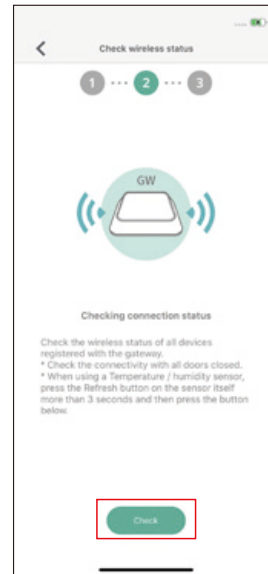 Check wireless status
1 ... 2 ... 3
GW
Checking connection status
Check the wireless status of all devices
registered with the gateway.
* Check the connectivity with all doors closed.
* When using a Temperature / humidity sensor,
press the Refresh button on the sensor itself
more than 3 seconds and then press the button
below.
Check